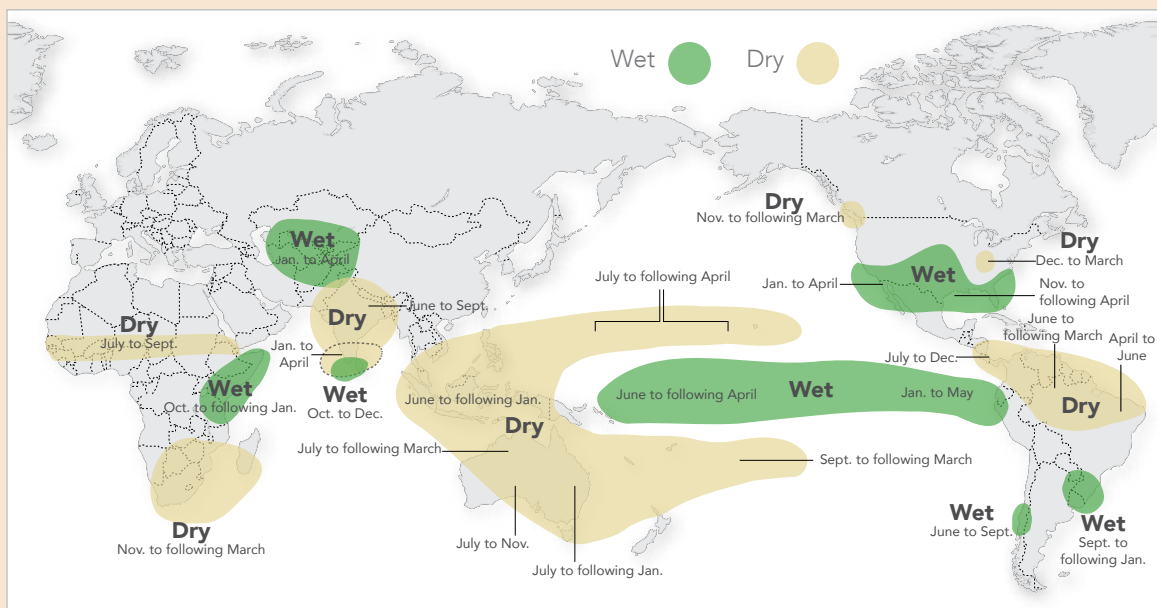 Wet
Dry
Dry
Nov. to following March
Wet
Jan. to April
Dry
Dec. to March
July to following April
Jan. to April
Wet
Nov. to
following April
June to Sept.
Dry
July to Sept.
Dry
Jan. to
April
June to
following March
April to
June
July to Dec.
Wet
Oct. to following Jan.
Wet
Oct. to Dec.
June to following Jan.
Dry
June to following April
Wet
Jan. to May
Dry
July to following March
Sept. to following March
Dry
Nov. to following March
July to Nov.
July to following Jan.
Wet
June to Sept.
Wet
Sept. to
following Jan.